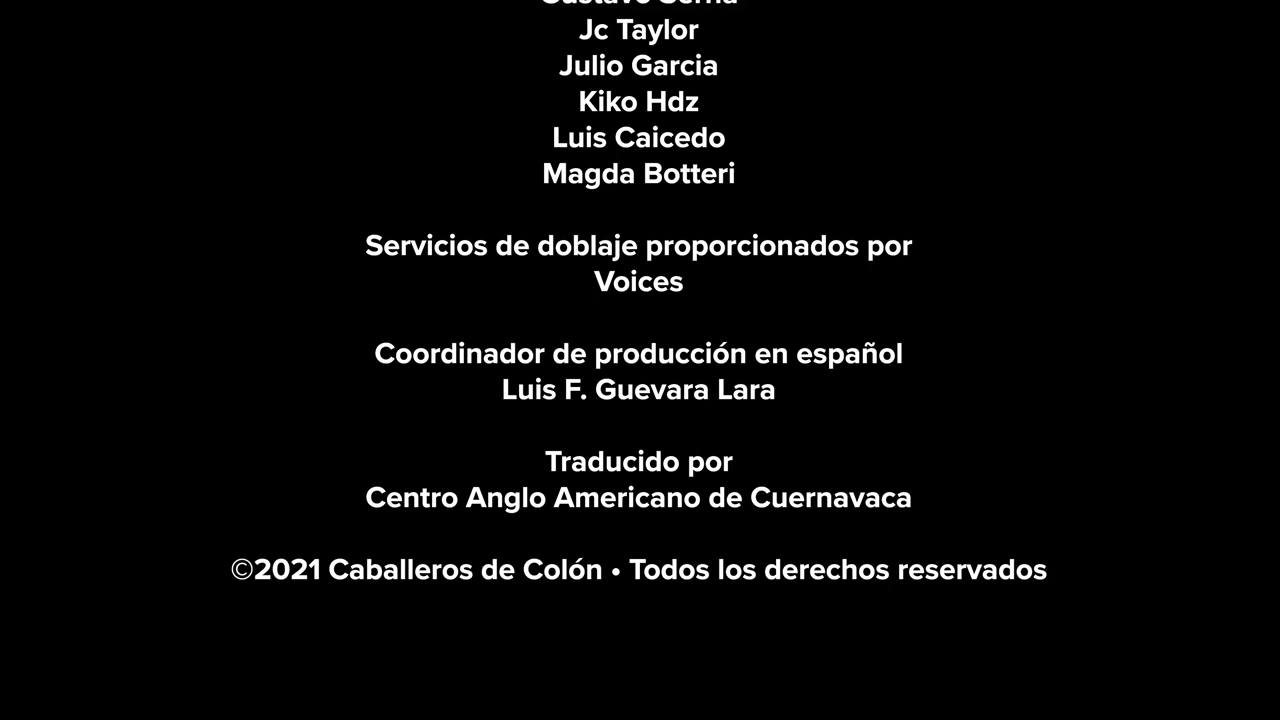 Jc Taylor
Julio Garcia
Kiko Hdz
Luis Caicedo
Magda Botteri
Servicios de doblaje proporcionados por
Voices
Coordinador de producción en español
Luis F. Guevara Lara
Traducido por
Centro Anglo Americano de Cuernavaca
©2021 Caballeros de Colón • Todos los derechos reservados